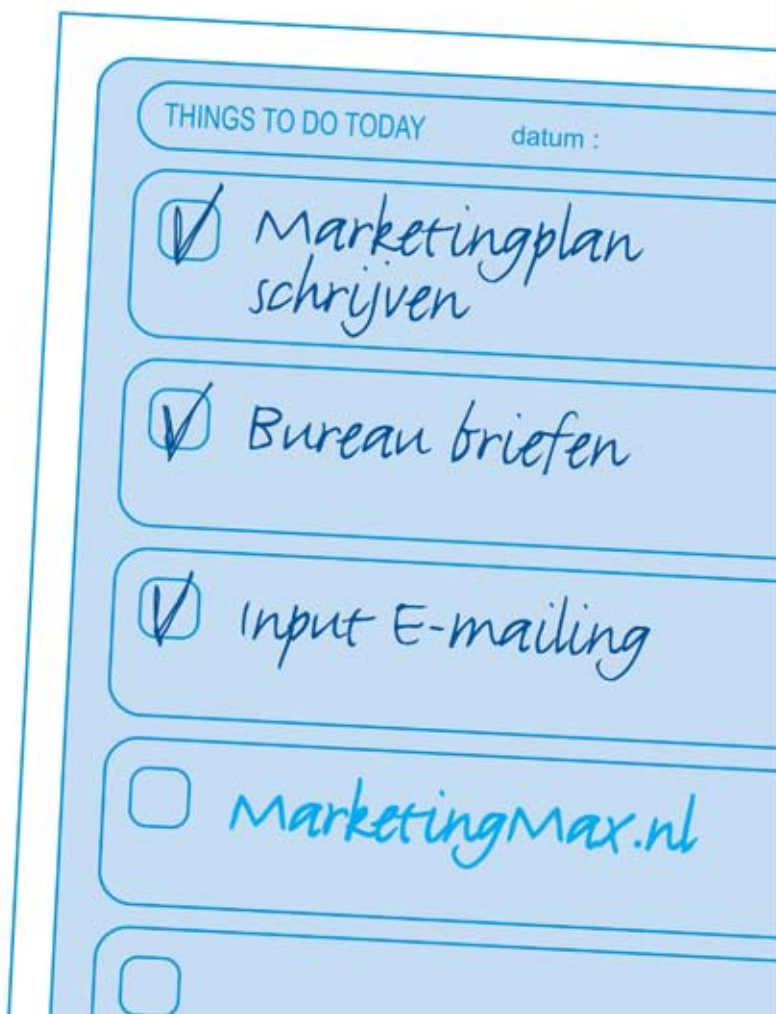 THINGS TO DO TODAY datum :
Marketingplan
schrijven
Bureau briefen
Input E-mailing
MarketingMax.nl